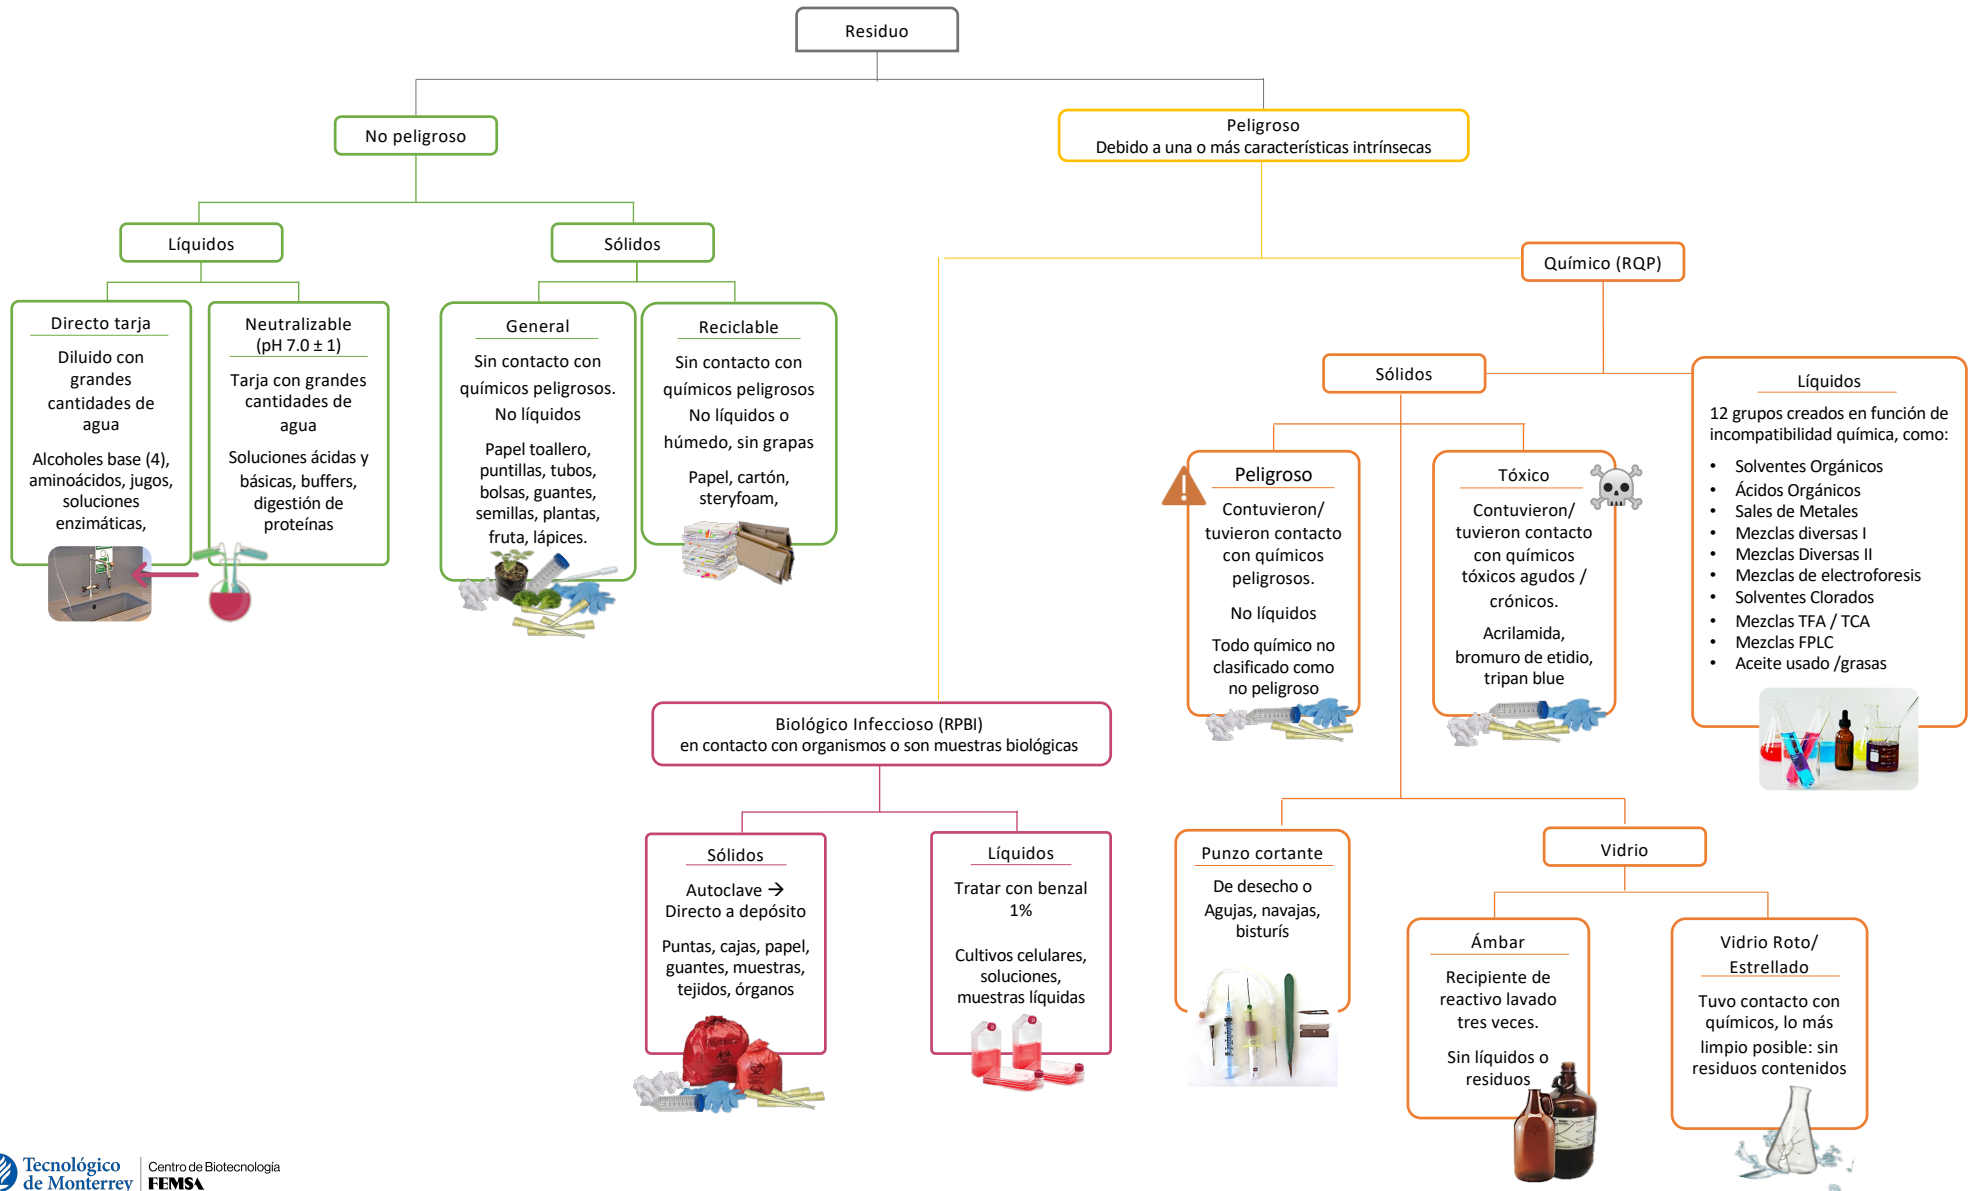 Residuo
No peligroso
Peligroso
Debido a una o más características intrínsecas
Líquidos
Sólidos
Químico (RQP)
Directo tarja
Diluido con
grandes
cantidades de
agua
Alcoholes base (4),
aminoácidos, jugos,
soluciones
enzimáticas,
Neutralizable
(pH 7.0 ± 1)
Tarja con grandes
cantidades de
agua
Soluciones ácidas y
básicas, buffers,
digestión de
proteínas
General
Sin contacto con
químicos peligrosos.
No líquidos
Papel toallero,
puntillas, tubos,
bolsas, guantes,
semillas, plantas,
fruta, lápices.
Reciclable
Sin contacto con
químicos peligrosos
No líquidos o
húmedo, sin grapas
Papel, cartón,
steryfoam,
Sólidos
Líquidos
12 grupos creados en función de
incompatibilidad química, como:
• Solventes Orgánicos
• Ácidos Orgánicos
• Sales de Metales
• Mezclas diversas I
• Mezclas Diversas II
• Mezclas de electroforesis
• Solventes Clorados
• Mezclas TFA / TCA
• Mezclas FPLC
• Aceite usado /grasas
Peligroso
Contuvieron/
tuvieron contacto
con químicos
peligrosos.
No líquidos
Todo químico no
clasificado como
no peligroso
Tóxico
Contuvieron/
tuvieron contacto
con químicos
tóxicos agudos /
crónicos.
Acrilamida,
bromuro de etidio,
tripan blue
Biológico Infeccioso (RPBI)
en contacto con organismos o son muestras biológicas
Sólidos
Autoclave →
Directo a depósito
Puntas, cajas, papel,
guantes, muestras,
tejidos, órganos
Líquidos
Tratar con benzal
1%
Cultivos celulares,
soluciones,
muestras líquidas
Punzo cortante
De desecho o
Agujas, navajas,
bisturís
Vidrio
Ámbar
Recipiente de
reactivo lavado
tres veces.
Sin líquidos o
residuos
Vidrio Roto/
Estrellado
Tuvo contacto con
químicos, lo más
limpio posible: sin
residuos contenidos
Tecnológico
de Monterrey
Centro de Biotecnología
FEMSA